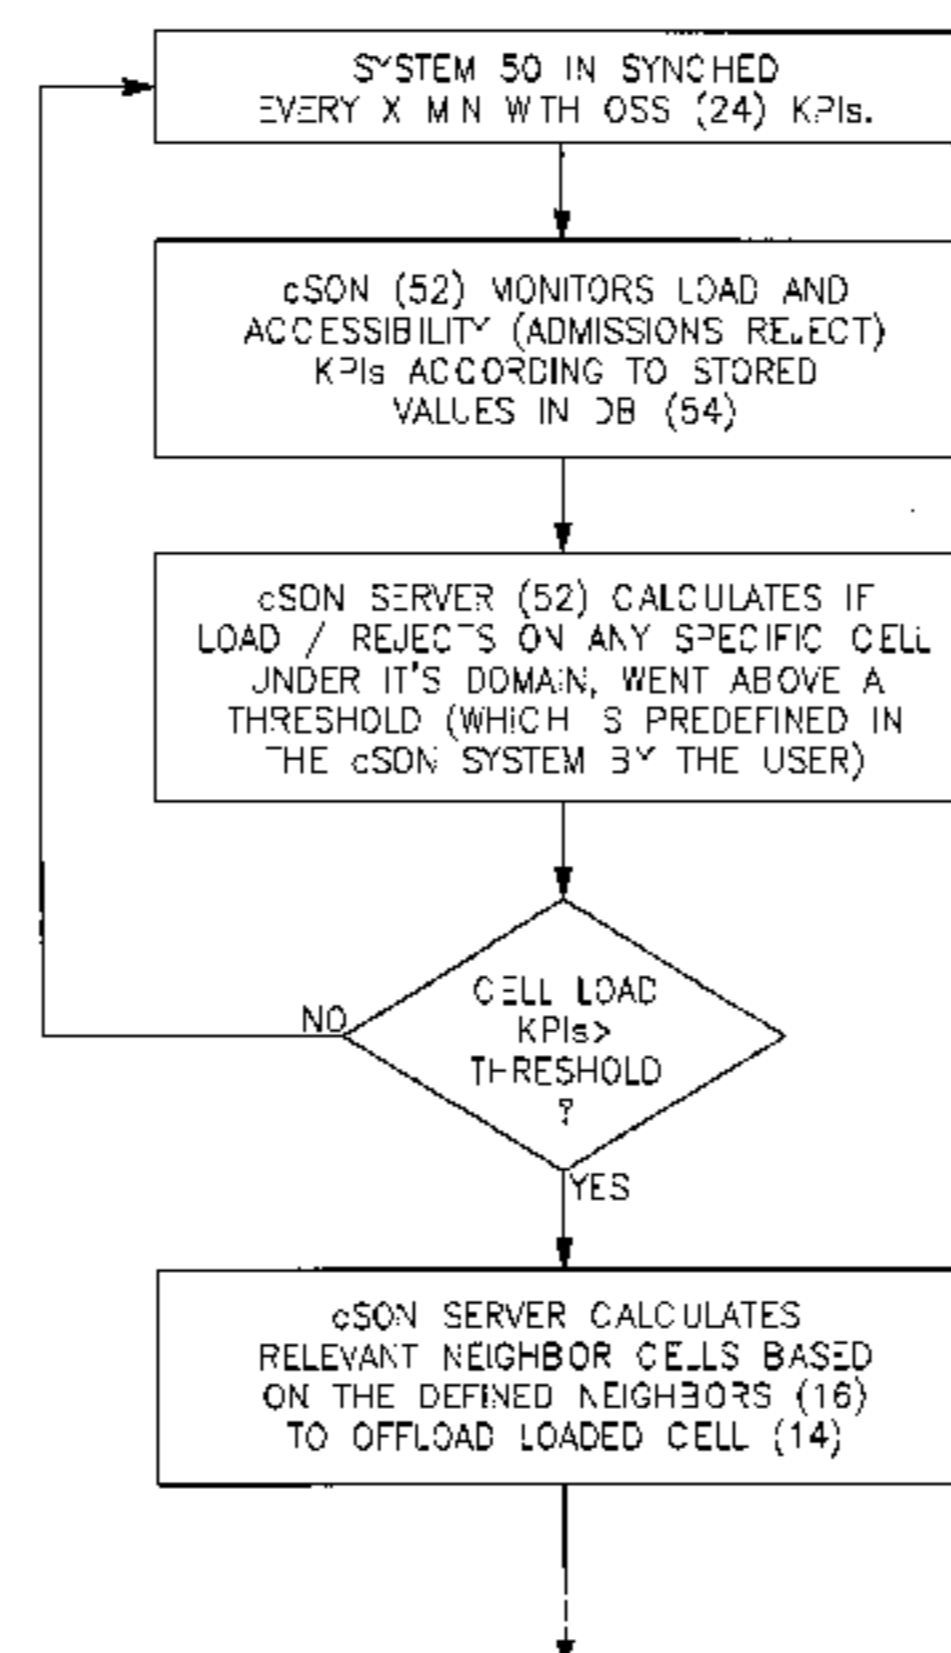 SYSTEM 50 IN SYNCHED
EVERY X MIN WITH OSS (24) KPIs.
cSON (52) MONITORS LOAD AND
ACCESSIBILITY (ADMISSIONS REJECT)
KPIs ACCORDING TO STORED
VALUES IN DB (54)
cSON SERVER (52) CALCULATES IF
LOAD / REJECTS ON ANY SPECIFIC CELL
UNDER IT'S DOMAIN, WENT ABOVE A
THRESHOLD (WHICH IS PREDEFINED IN
THE cSON SYSTEM BY THE USER)
CELL LOAD
KPIs>
THRESHOLD
?
NO
YES
cSON SERVER CALCULATES
RELEVANT NEIGHBOR CELLS BASED
ON THE DEFINED NEIGHBORS (16)
TO OFFLOAD LOADED CELL (14)